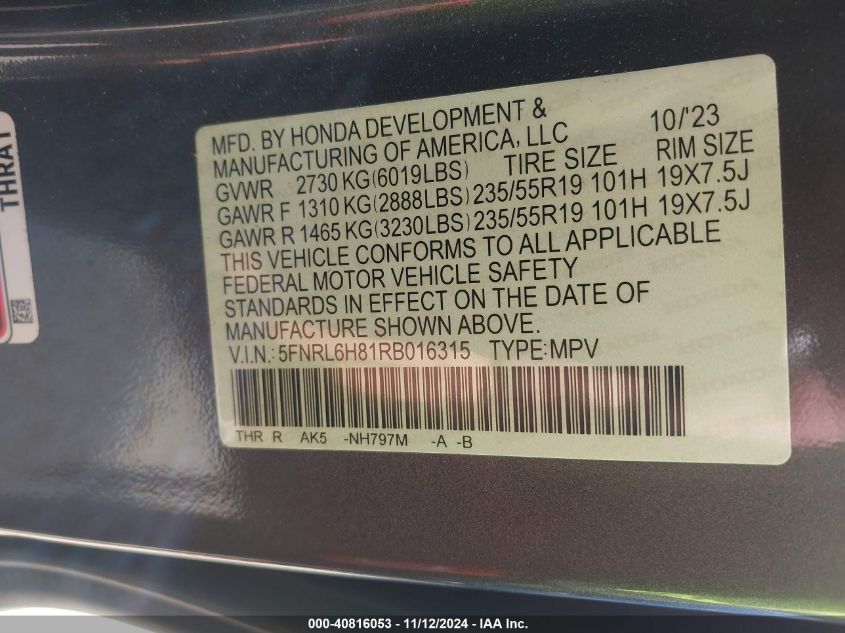 THRA1
MFD. BY HONDA DEVELOPMENT &
MANUFACTURING OF AMERICA, LLC 10/'23
GVWR 2730 KG(6019LBS) TIRE SIZE RIM SIZE
GAWR F 1310 KG(2888LBS) 235/55R19 101H 19X7.5J
GAWR R 1465 KG(3230LBS) 235/55R19 101H 19X7.5J
THIS VEHICLE CONFORMS TO ALL APPLICABLE
FEDERAL MOTOR VEHICLE SAFETY
STANDARDS IN EFFECT ON THE DATE OF
MANUFACTURE SHOWN ABOVE.
V.I.N.: 5FNRL6H81RB016315 TYPE:MPV
THR R AK5 -NH797M -A -B
000-40816053 - 11/12/2024 - IAA Inc.